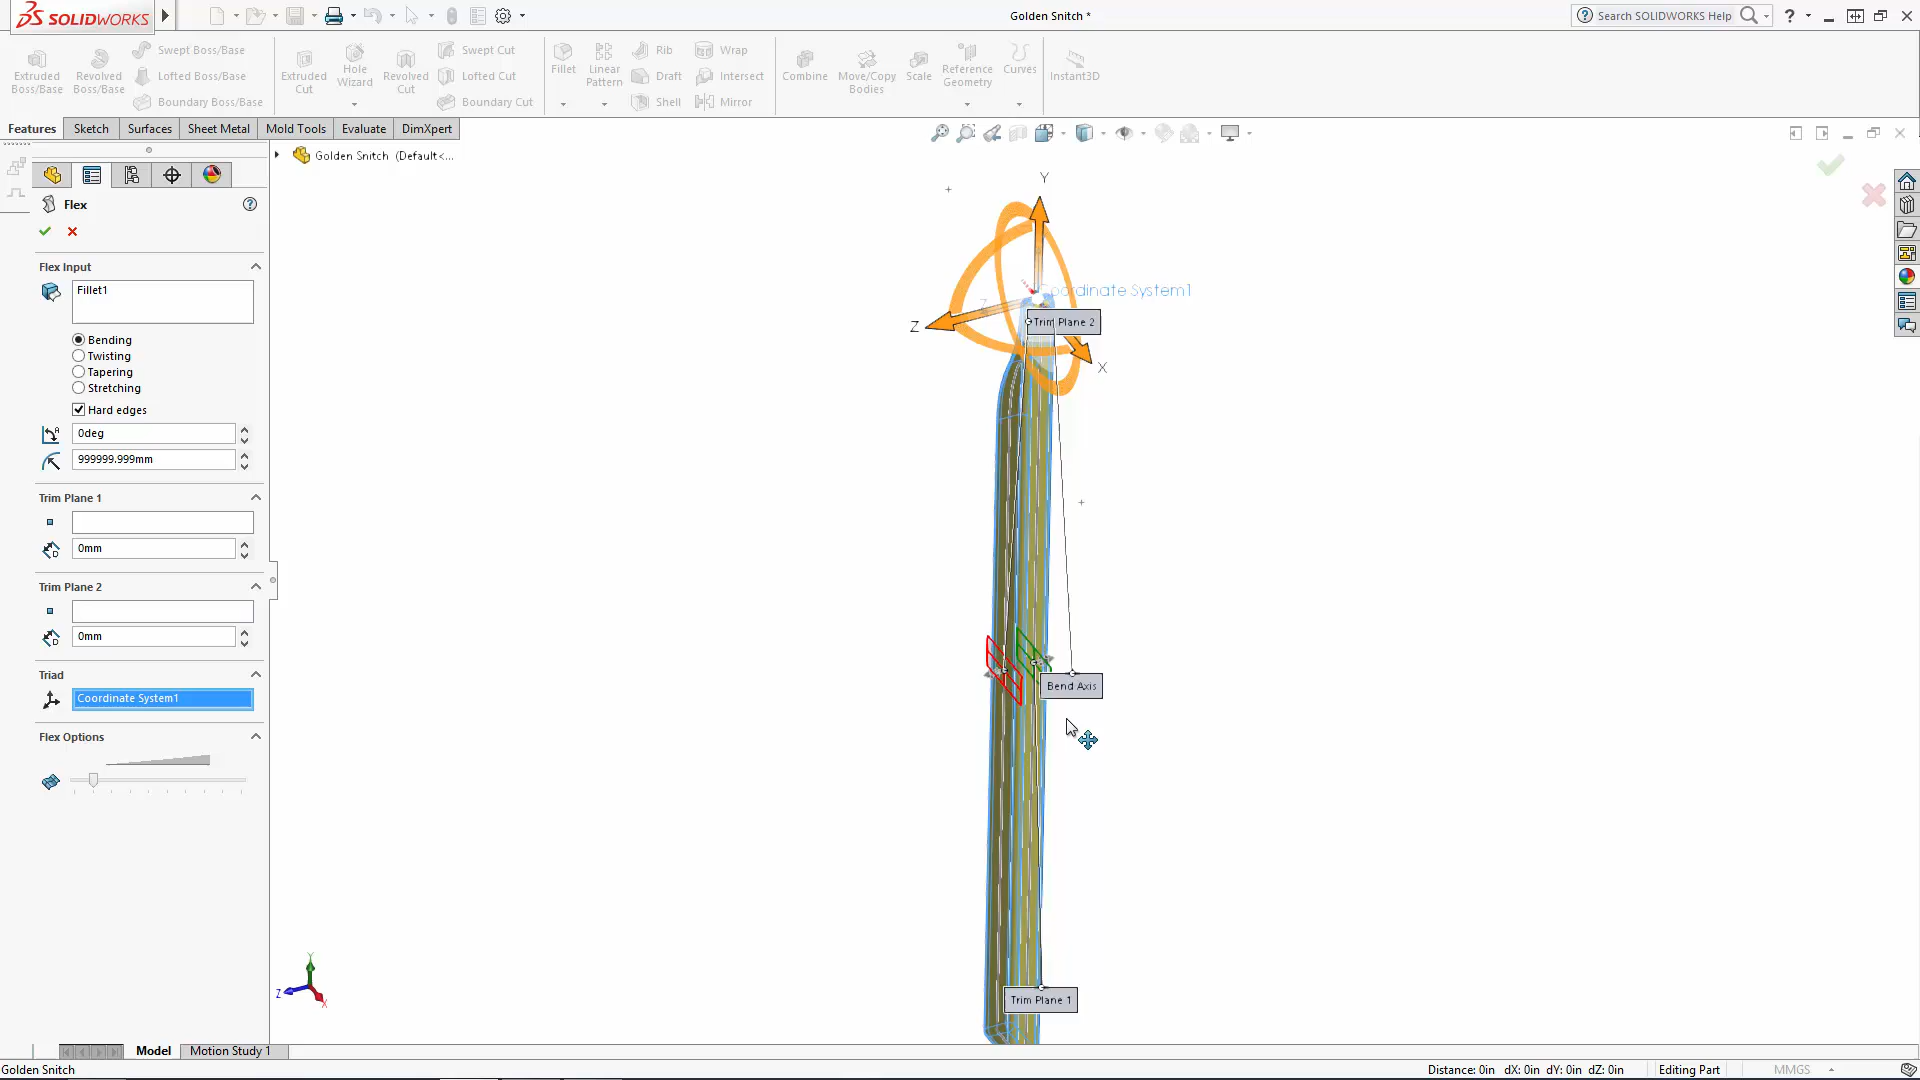 SOLIDWORKS
Golden Snitch *
Search SOLIDWORKS Help
Extruded Boss/Base
Revolved Boss/Base
Swept Boss/Base
Lofted Boss/Base
Boundary Boss/Base
Extruded Cut
Hole Wizard
Revolved Cut
Swept Cut
Lofted Cut
Boundary Cut
Fillet
Linear Pattern
Rib
Draft
Shell
Wrap
Intersect
Mirror
Combine
Move/Copy Bodies
Scale
Reference Geometry
Curves
Instant3D
Features
Sketch
Surfaces
Sheet Metal
Mold Tools
Evaluate
DimXpert
Golden Snitch (Default<...
Flex
Flex Input
Fillet1
Bending
Twisting
Tapering
Stretching
Hard edges
0deg
999999.999mm
Trim Plane 1
0mm
Trim Plane 2
0mm
Triad
Coordinate System1
Flex Options
Y
Coordinate System1
Z
Z
Trim Plane 2
X
Bend Axis
Trim Plane 1
Y
Z
X
Model
Motion Study 1
Golden Snitch
Distance: 0in dX: 0in dY: 0in dZ: 0in
Editing Part
MMGS